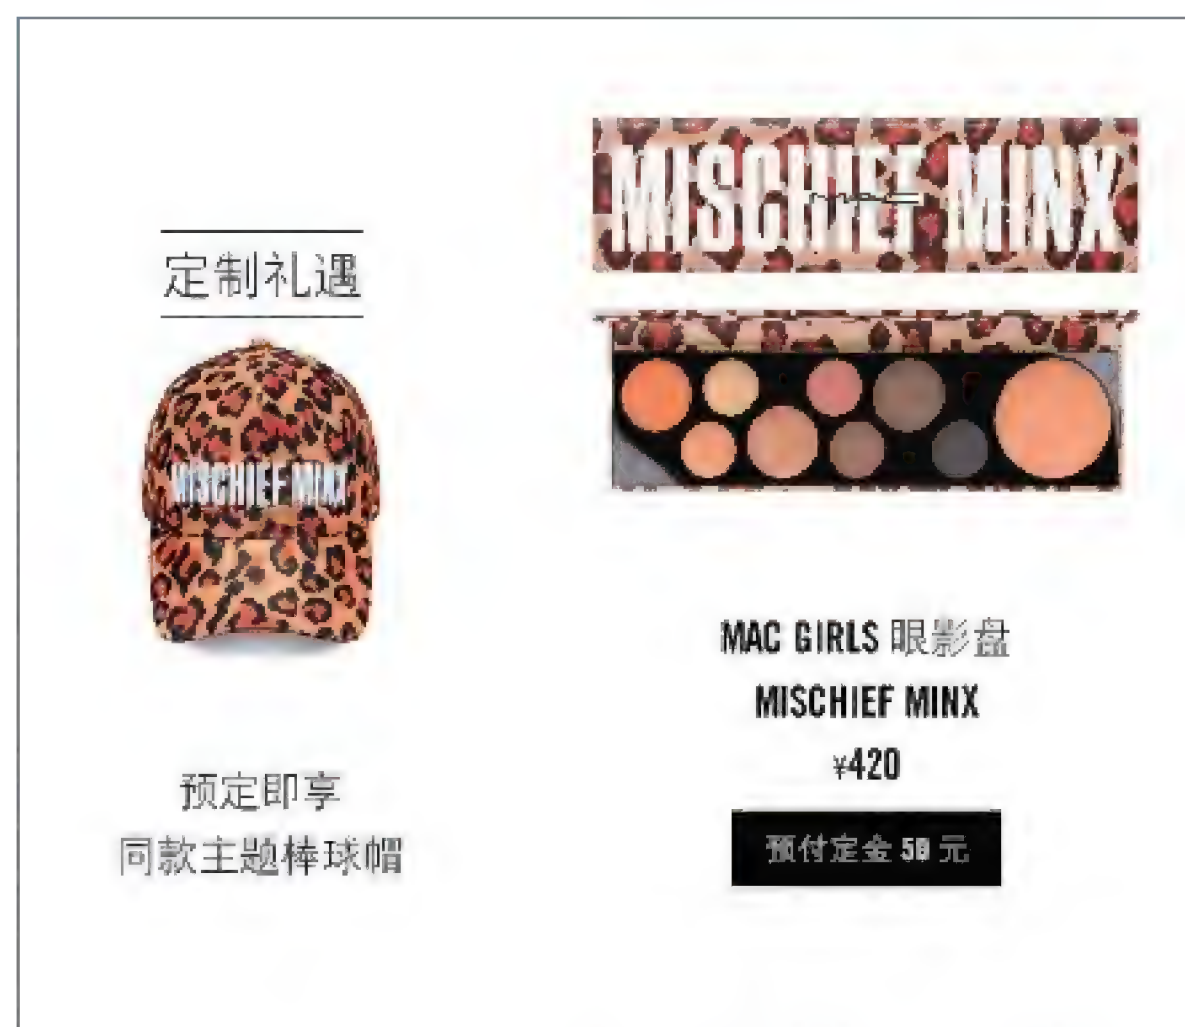 定制礼遇
MISCHIEF MINX
预定即享
同款主题棒球帽
MISCHIEF MINX
MAC GIRLS 眼影盘
MISCHIEF MINX
¥420
预付定金 50 元